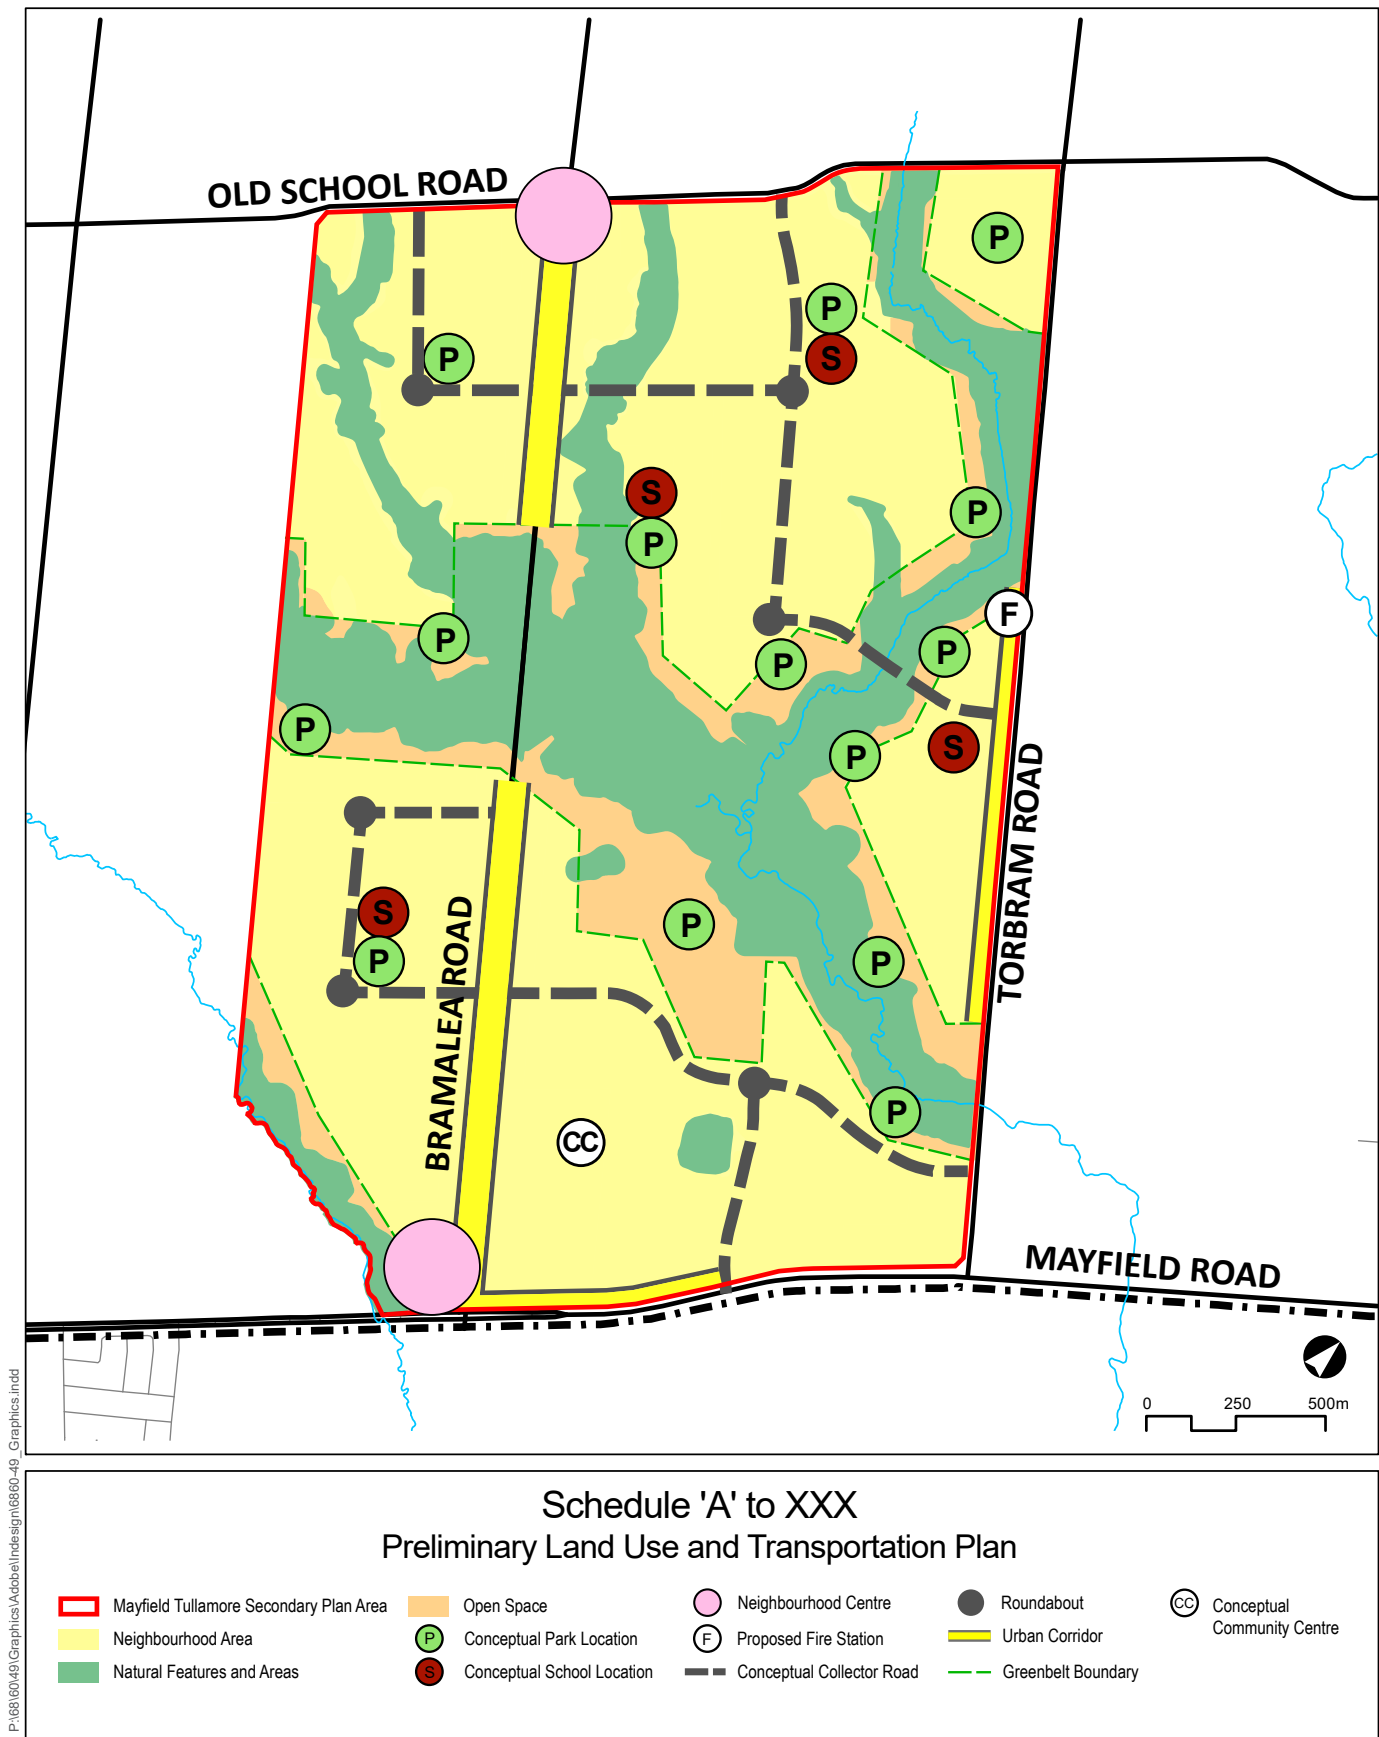 OLD SCHOOL ROAD
P
P
S
P
P
S
P
P
F
P
P
P
S
P
P
TORBRAM ROAD
S
P
P
P
BRAMALEA ROAD
P
CC
MAYFIELD ROAD
0 250 500m
P:\68\60\49\Graphics\Adobe\Indesign\6860-49_Graphics.indd
Schedule 'A' to XXX
Preliminary Land Use and Transportation Plan
Mayfield Tullamore Secondary Plan Area
Neighbourhood Area
Natural Features and Areas
Open Space
P Conceptual Park Location
S Conceptual School Location
Neighbourhood Centre
F Proposed Fire Station
Conceptual Collector Road
Roundabout
Urban Corridor
Greenbelt Boundary
CC Conceptual
Community Centre